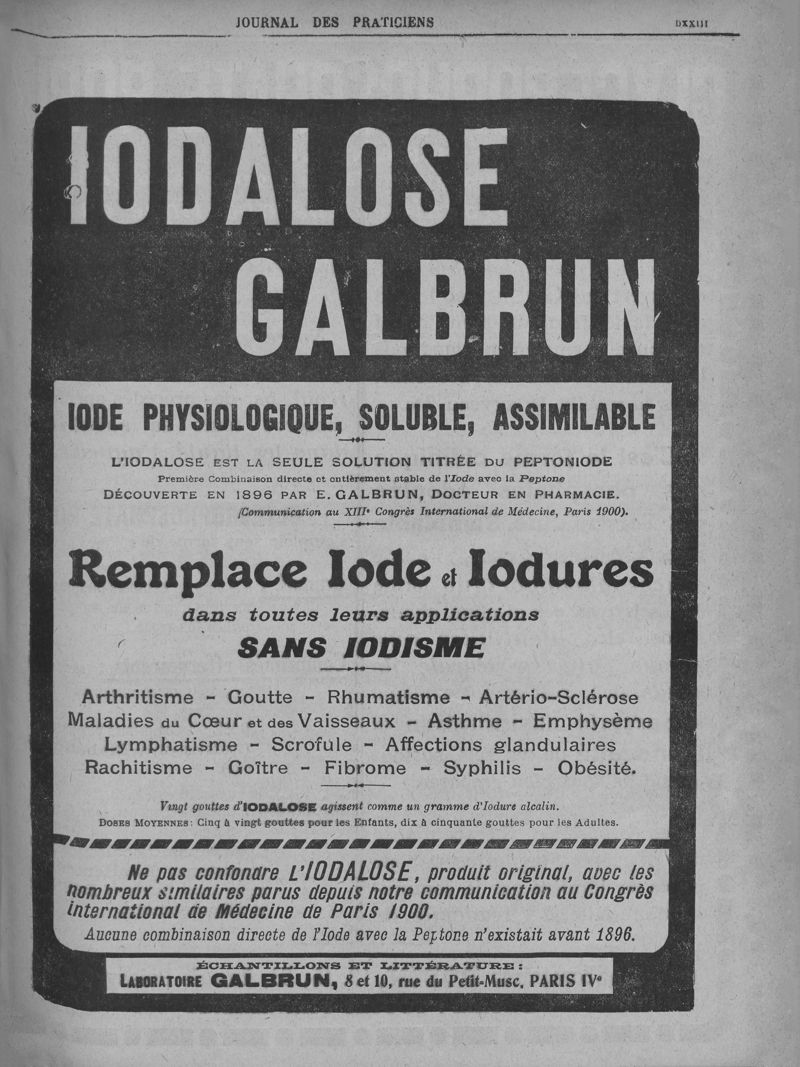 JOURNAL DES PRATICIENS
DXXIII
IODALOSE
GALBRUN
IODE PHYSIOLOGIQUE, SOLUBLE, ASSIMILABLE
L'IODALOSE EST LA SEULE SOLUTION TITRÉE DU PEPTONIODE
Première Combinaison directe et entièrement stable de l'Iode avec la Peptone
DÉCOUVERTE EN 1896 PAR E. GALBRUN, DOCTEUR EN PHARMACIE.
(Communication au XIIIe Congrès International de Médecine, Paris 1900).
Remplace Iode et Iodures
dans toutes leurs applications
SANS IODISME
Arthritisme - Goutte - Rhumatisme - Artério-Sclérose
Maladies du Cœur et des Vaisseaux - Asthme - Emphysème
Lymphatisme - Scrofule - Affections glandulaires
Rachitisme - Goître - Fibrome - Syphilis - Obésité.
Vingt gouttes d'IODALOSE agissent comme un gramme d'Iodure alcalin.
DOSES MOYENNES: Cinq à vingt gouttes pour les Enfants, dix à cinquante gouttes pour les Adultes.
Ne pas confondre L'IODALOSE, produit original, avec les
nombreux similaires parus depuis notre communication au Congrès
International de Médecine de Paris 1900.
Aucune combinaison directe de l'Iode avec la Peptone n'existait avant 1896.
ÉCHANTILLONS ET LITTÉRATURE:
LABORATOIRE GALBRUN, 8 et 10, rue du Petit-Musc, PARIS IVe